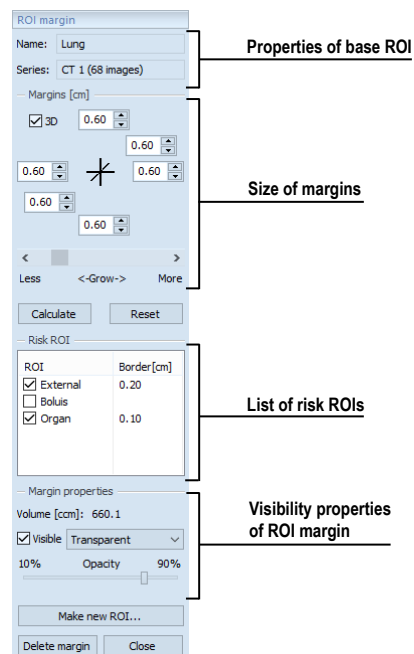 ROI margin
Name: Lung
Series: CT 1 (68 images)
Properties of base ROI
Margins [cm]
3D 0.60
0.60
0.60 0.60
0.60
0.60
Size of margins
< >
Less <-Grow-> More
Calculate Reset
Risk ROI
ROI Border[cm]
External 0.20
Boluis
Organ 0.10
List of risk ROIs
Margin properties
Volume [ccm]: 660.1
Visible Transparent
10% Opacity 90%
Visibility properties
of ROI margin
Make new ROI...
Delete margin Close